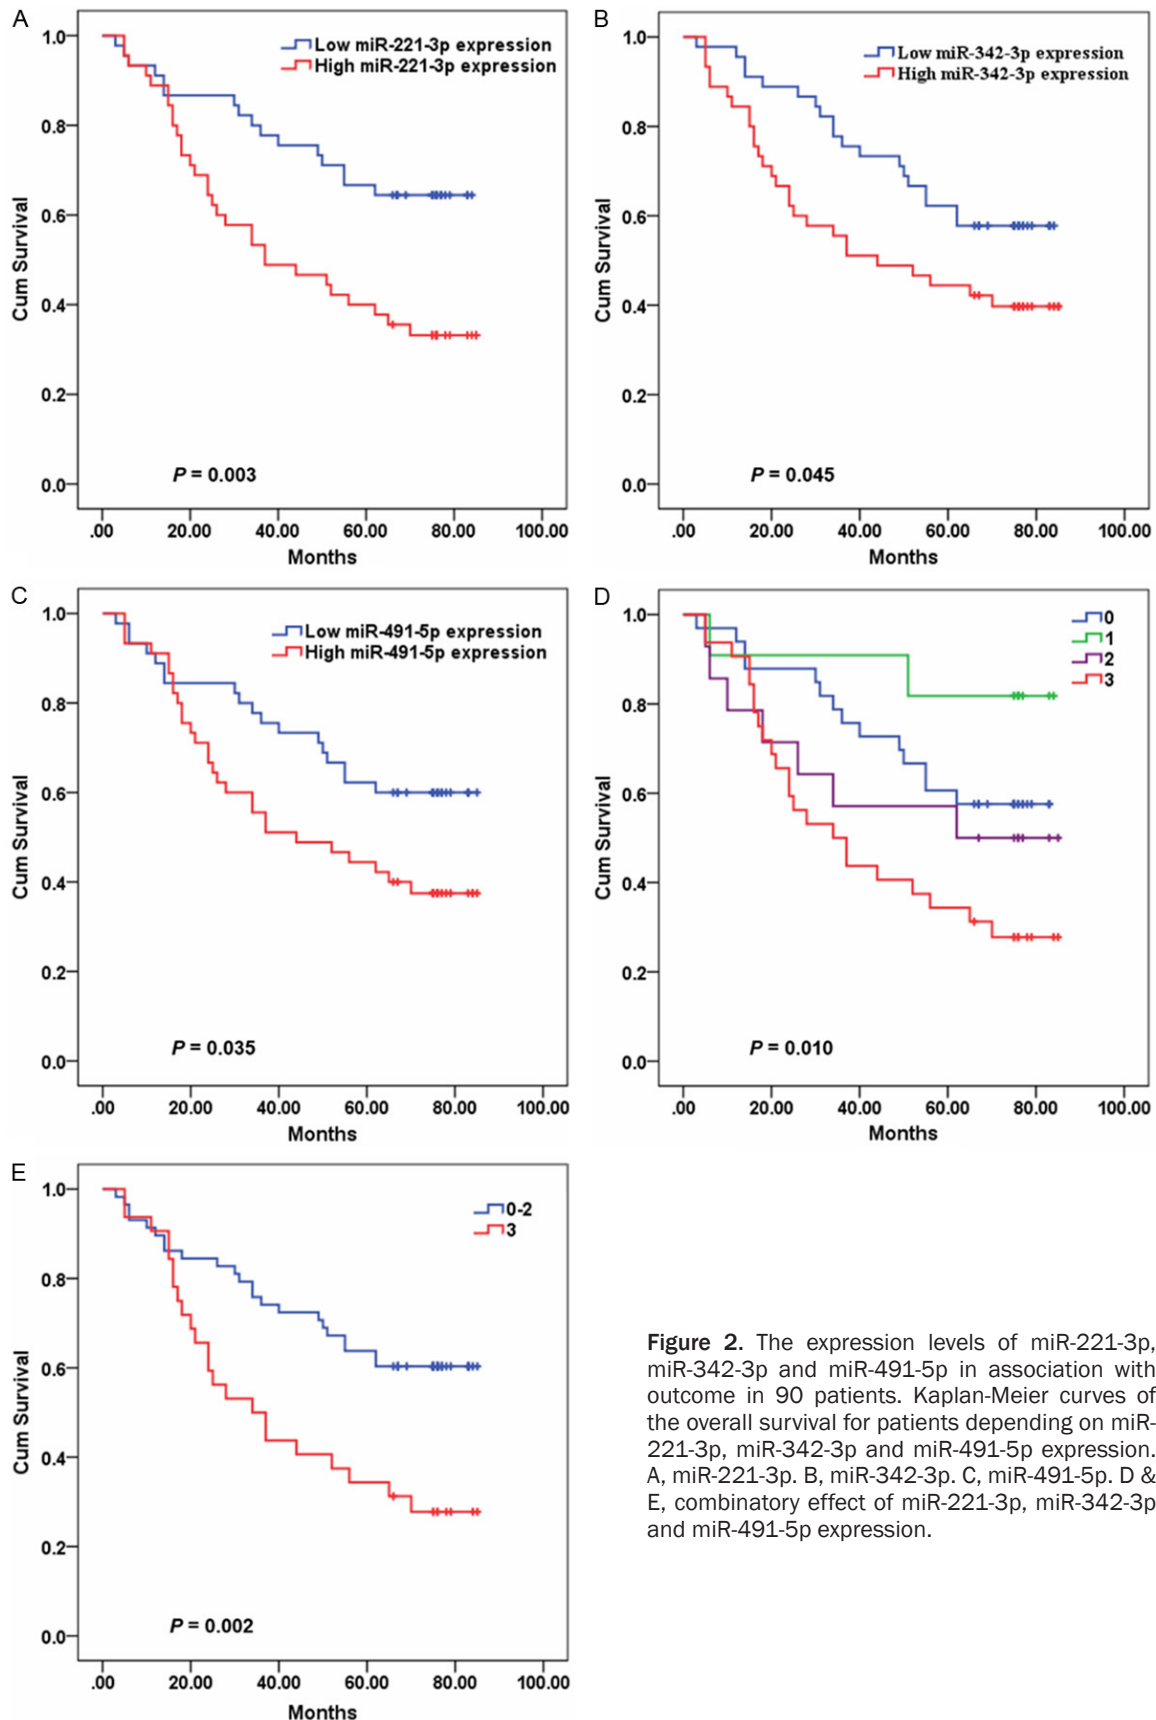 A
Low miR-221-3p expression
High miR-221-3p expression
Cum Survival
1.0
0.8
0.6
0.4
0.2
0.0
P = 0.003
.00 20.00 40.00 60.00 80.00 100.00
Months
B
Low miR-342-3p expression
High miR-342-3p expression
Cum Survival
1.0
0.8
0.6
0.4
0.2
0.0
P = 0.045
.00 20.00 40.00 60.00 80.00 100.00
Months
C
Low miR-491-5p expression
High miR-491-5p expression
Cum Survival
1.0
0.8
0.6
0.4
0.2
0.0
P = 0.035
.00 20.00 40.00 60.00 80.00 100.00
Months
D
0
1
2
3
Cum Survival
1.0
0.8
0.6
0.4
0.2
0.0
P = 0.010
.00 20.00 40.00 60.00 80.00 100.00
Months
E
0-2
3
Cum Survival
1.0
0.8
0.6
0.4
0.2
0.0
P = 0.002
.00 20.00 40.00 60.00 80.00 100.00
Months
Figure 2. The expression levels of miR-221-3p,
miR-342-3p and miR-491-5p in association with
outcome in 90 patients. Kaplan-Meier curves of
the overall survival for patients depending on miR-
221-3p, miR-342-3p and miR-491-5p expression.
A, miR-221-3p. B, miR-342-3p. C, miR-491-5p. D &
E, combinatory effect of miR-221-3p, miR-342-3p
and miR-491-5p expression.